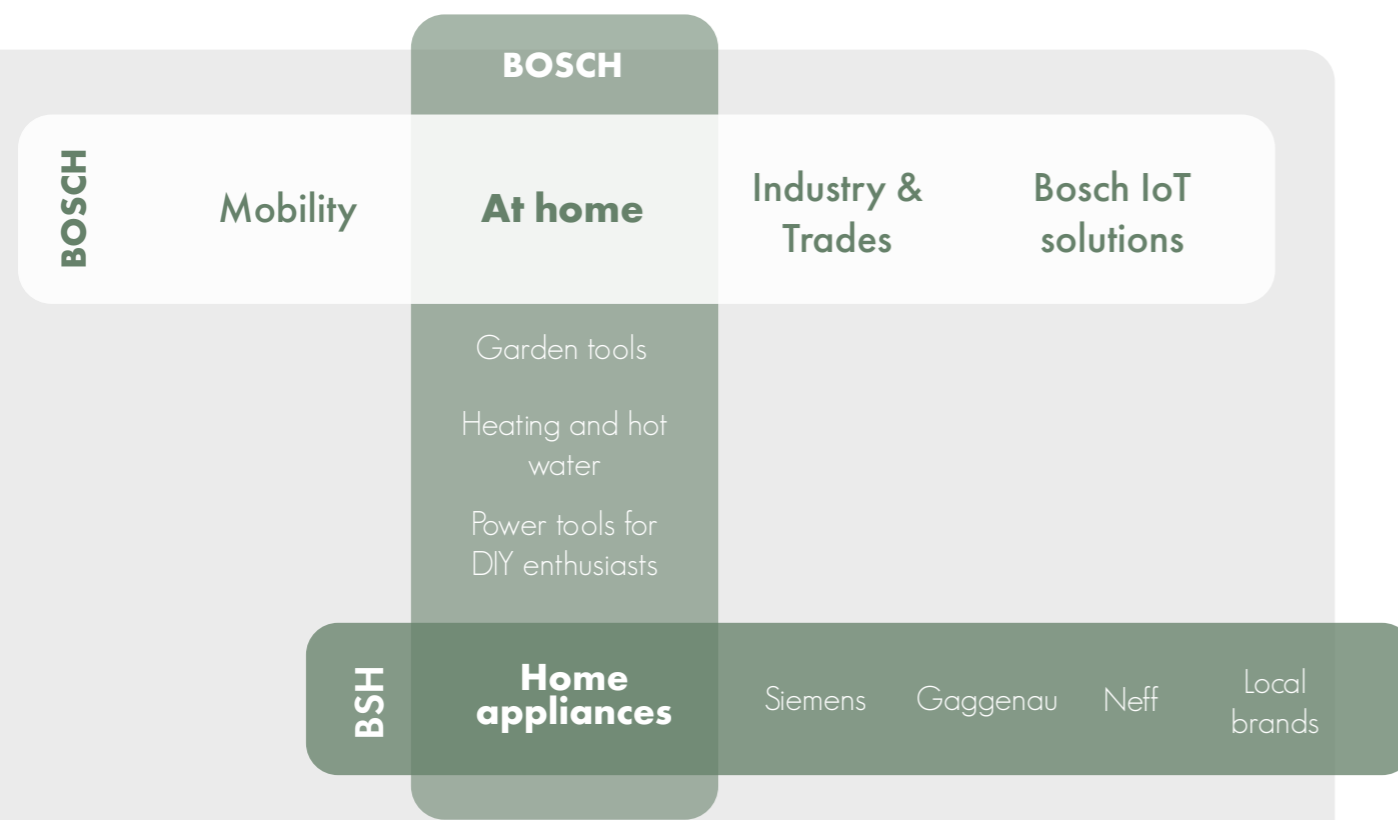 BOSCH
BOSCH
Mobility
At home
Industry &
Trades
Bosch IoT
solutions
Garden tools
Heating and hot
water
Power tools for
DIY enthusiasts
BSH
Home
appliances
Siemens
Gaggenau
Neff
Local
brands